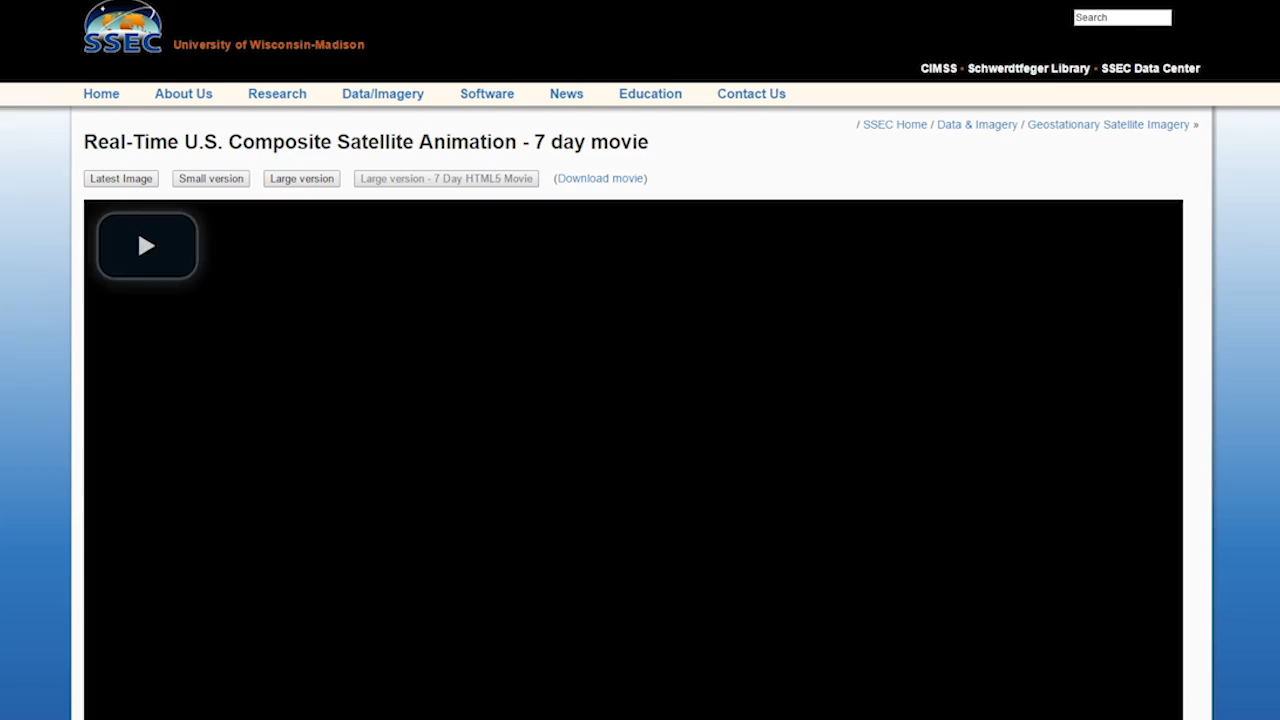 Search
SSEC
University of Wisconsin-Madison
CIMSS • Schwerdtfeger Library • SSEC Data Center
Home About Us Research Data/Imagery Software News Education Contact Us
/ SSEC Home / Data & Imagery / Geostationary Satellite Imagery »
Real-Time U.S. Composite Satellite Animation - 7 day movie
Latest Image Small version Large version Large version - 7 Day HTML5 Movie (Download movie)